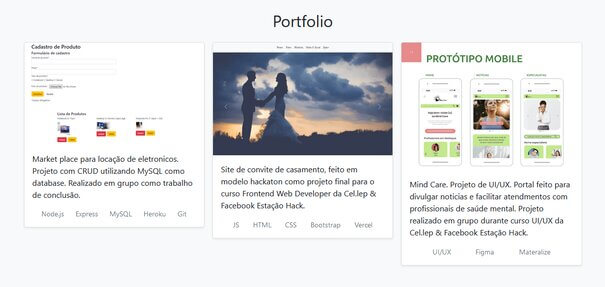 Portfolio
Cadastro de Produto
Formulário de cadastro
Lista de Produtos
Market place para locação de eletronicos.
Projeto com CRUD utilizando MySQL como
database. Realizado em grupo como trabalho
de conclusão.
Node.js Express MySQL Heroku Git
Site de convite de casamento, feito em
modelo hackaton como projeto final para o
curso Frontend Web Developer da Cel.lep &
Facebook Estação Hack.
JS HTML CSS Bootstrap Vercel
PROTÓTIPO MOBILE
Mind Care. Projeto de UI/UX. Portal feito para
divulgar noticias e facilitar atendmentos com
profissionais de saúde mental. Projeto
realizado em grupo durante curso UI/UX da
Cel.lep & Facebook Estação Hack.
UI/UX Figma Materalize